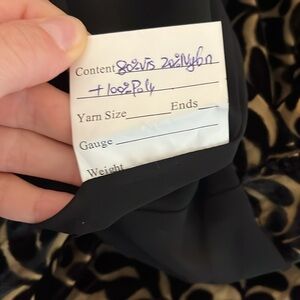 Content 80%Vis 20%Nylon
+100%Poly
Yarn Size Ends
Gauge
Weight